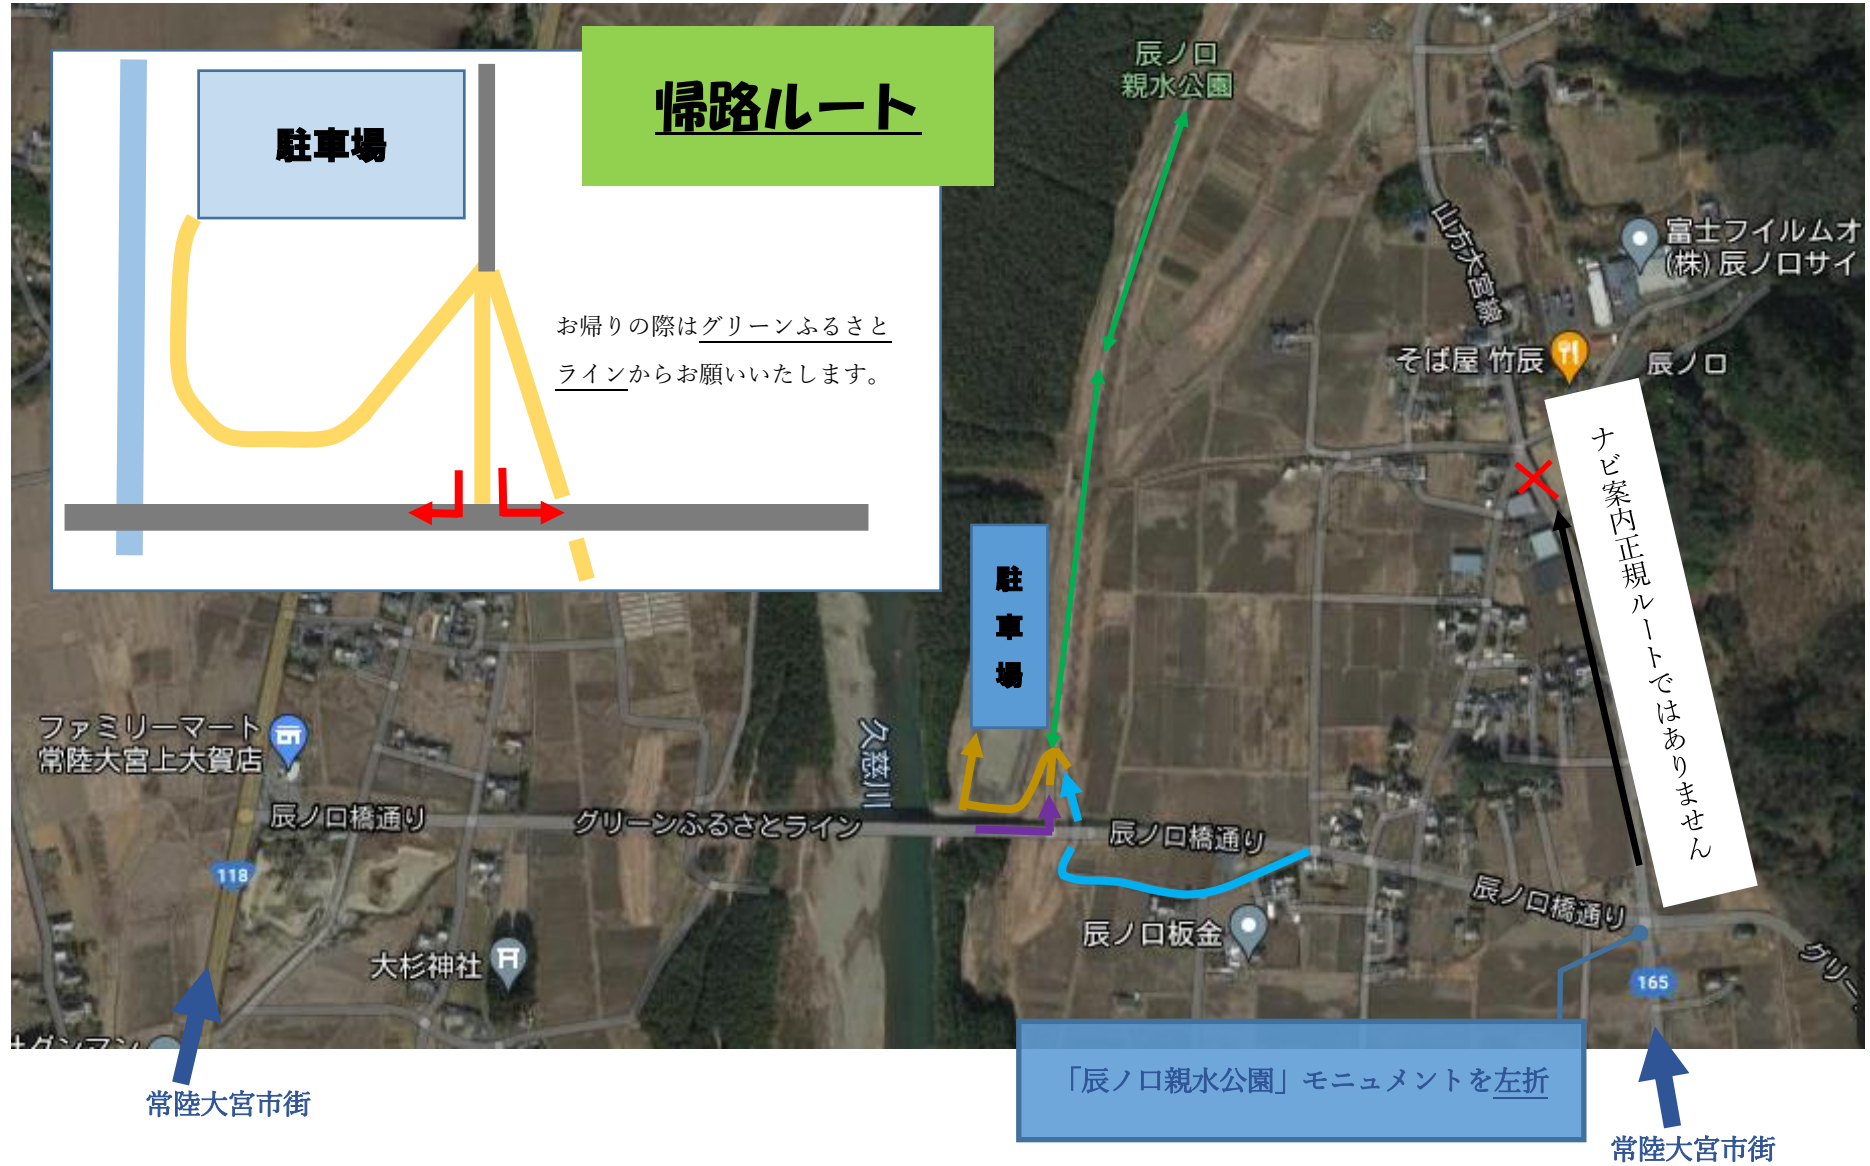 帰路ルート
駐車場
お帰りの際はグリーンふるさと
ラインからお願いいたします。
辰ノ口
親水公園
山方大宮線
富士フイルムオ
(株) 辰ノ口サイ
そば屋 竹辰
辰ノ口
ナビ案内正規ルートではありません
駐車場
ファミリーマート
常陸大宮上大賀店
久慈川
辰ノ口橋通り
グリーンふるさとライン
辰ノ口橋通り
118
辰ノ口橋通り
辰ノ口板金
大杉神社
グリー
165
サグンマン
「辰ノ口親水公園」モニュメントを左折
常陸大宮市街
常陸大宮市街